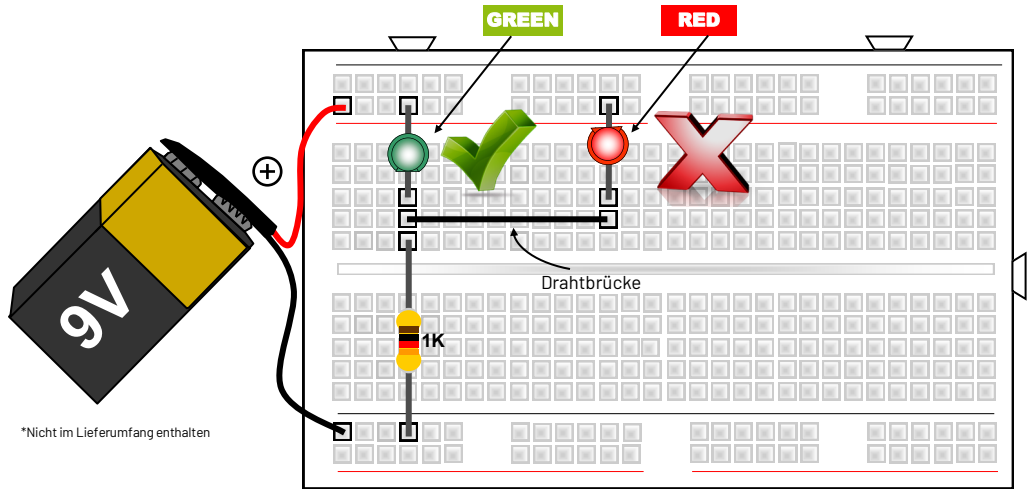 GREEN
RED
+
9V
Drahtbrücke
1K
*Nicht im Lieferumfang enthalten